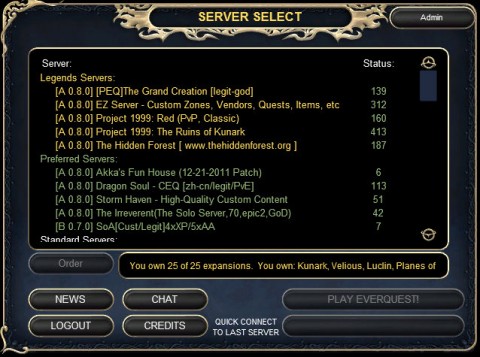 SERVER SELECT
Admin
Server: Status:
Legends Servers:
[A 0.8.0] [PEQ]The Grand Creation [legit-god] 139
[A 0.8.0] EZ Server - Custom Zones, Vendors, Quests, Items, etc 312
[A 0.8.0] Project 1999: Red (PvP, Classic) 160
[A 0.8.0] Project 1999: The Ruins of Kunark 413
[A 0.8.0] The Hidden Forest [ www.thehiddenforest.org ] 187
Preferred Servers:
[A 0.8.0] Akka's Fun House (12-21-2011 Patch) 6
[A 0.8.0] Dragon Soul - CEQ [zh-cn/legit/PvE] 113
[A 0.8.0] Storm Haven - High-Quality Custom Content 51
[A 0.8.0] The Irreverent(The Solo Server,70,epic2,GoD) 42
[B 0.7.0] SoA[Cust/Legit]4xXP/5xAA 7
Standard Servers:
Order
You own 25 of 25 expansions. You own: Kunark, Velious, Luclin, Planes of
NEWS
CHAT
PLAY EVERQUEST!
LOGOUT
CREDITS
QUICK CONNECT
TO LAST SERVER